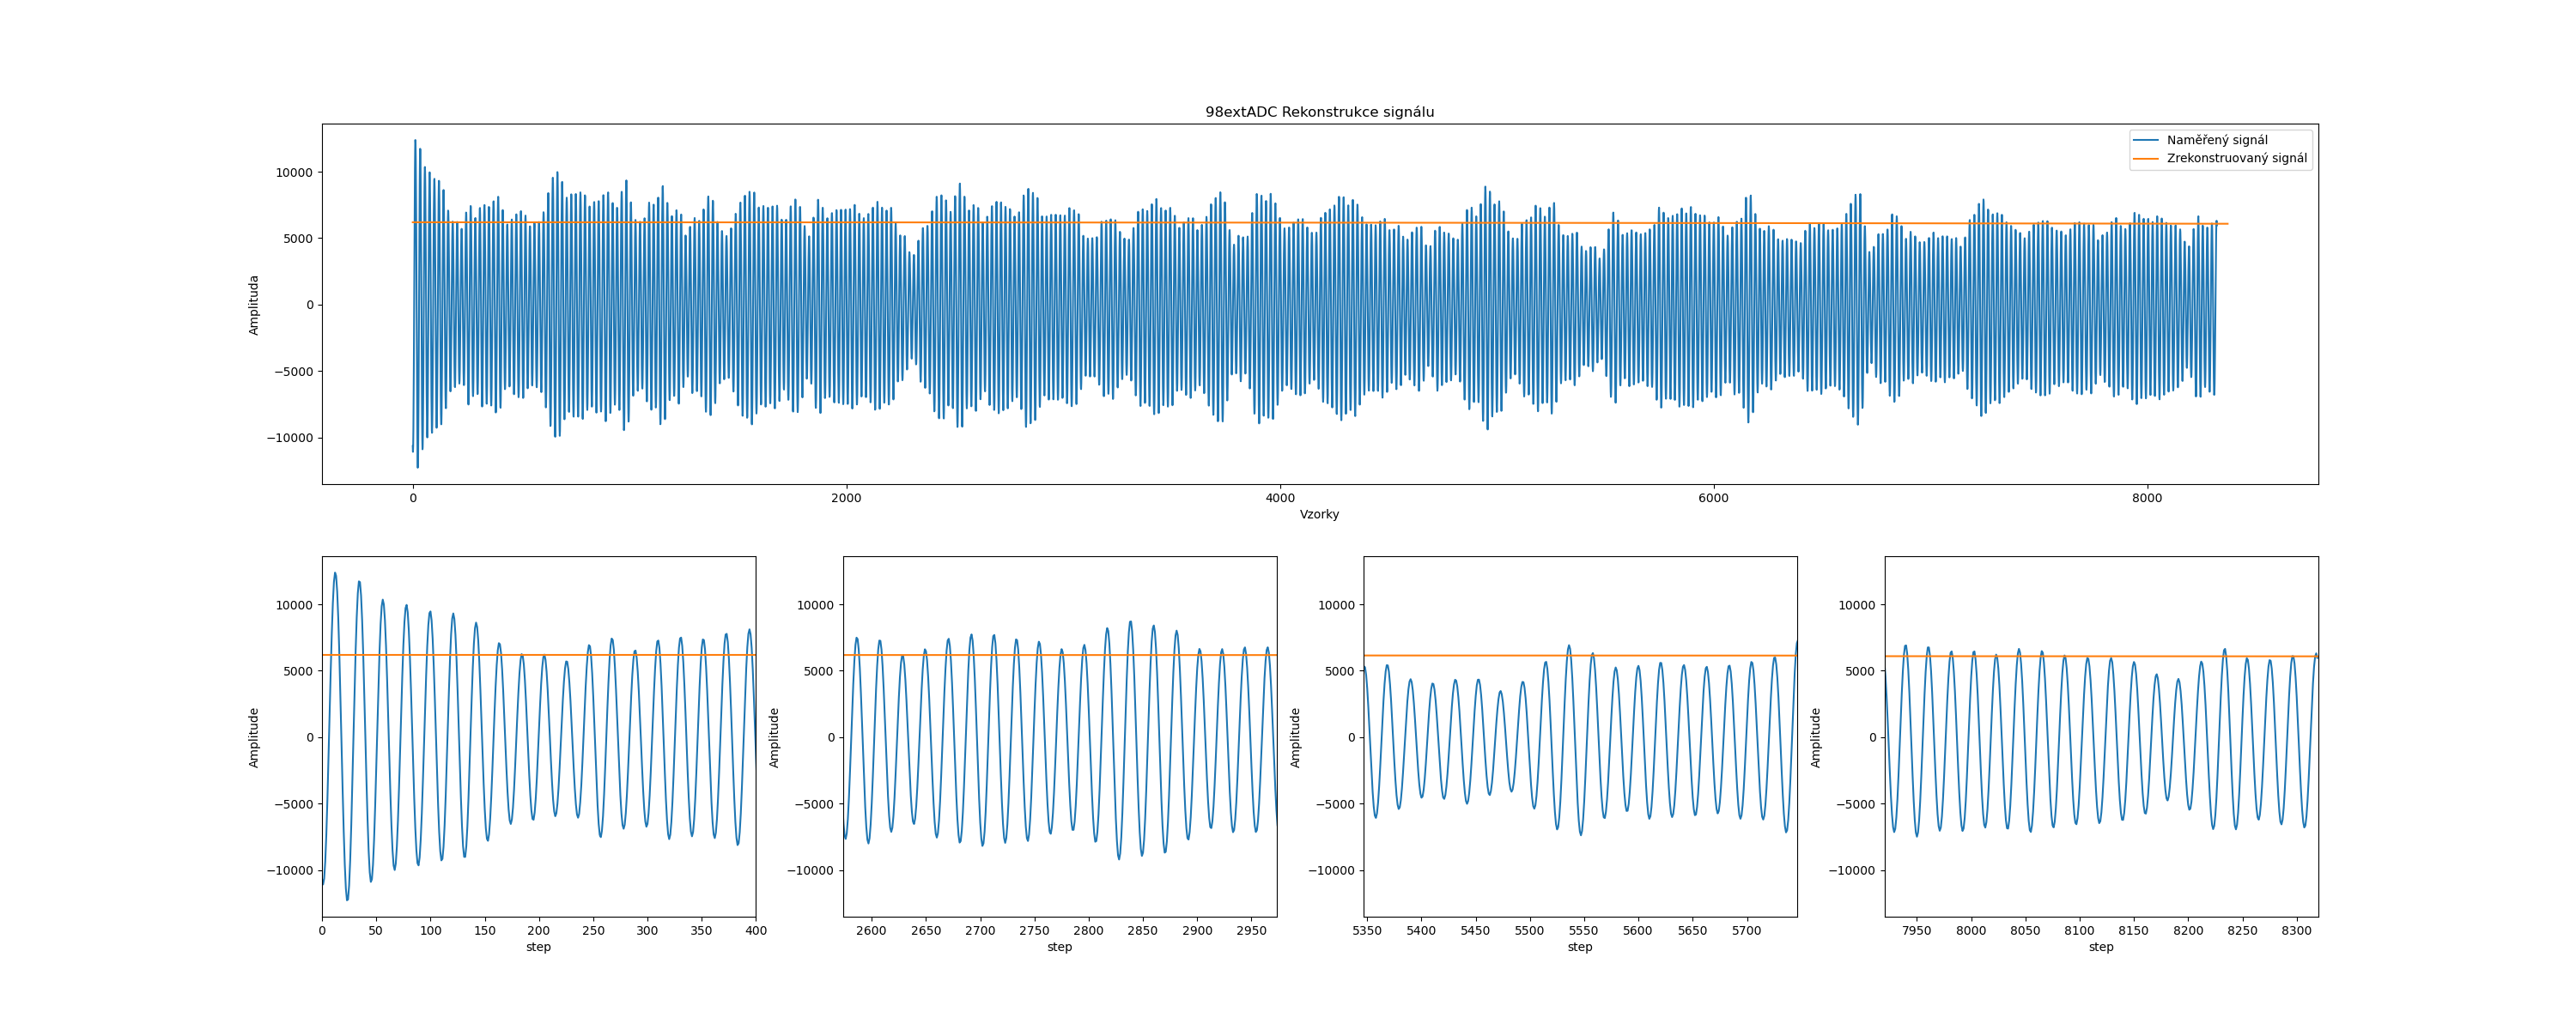 98extADC Rekonstrukce signálu
Naměřený signál
Zrekonstruovaný signál
Amplituda
10000
5000
0
−5000
−10000
0 2000 4000 6000 8000
Vzorky
Amplitude
10000
5000
0
−5000
−10000
0 50 100 150 200 250 300 350 400
step
Amplitude
10000
5000
0
−5000
−10000
2600 2650 2700 2750 2800 2850 2900 2950
step
Amplitude
10000
5000
0
−5000
−10000
5350 5400 5450 5500 5550 5600 5650 5700
step
Amplitude
10000
5000
0
−5000
−10000
7950 8000 8050 8100 8150 8200 8250 8300
step